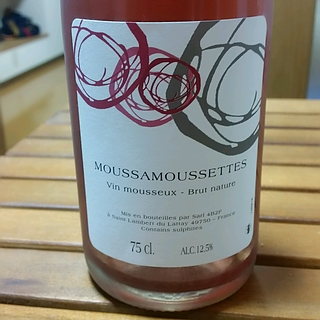 MOUSSAMOUSSETTES
Vin mousseux - Brut nature
Mis en bouteilles par Sarl 4B2F
à Saint Lambert du Lattay 49750 - France
Contains sulphites
75 cl. ALC.12.5%